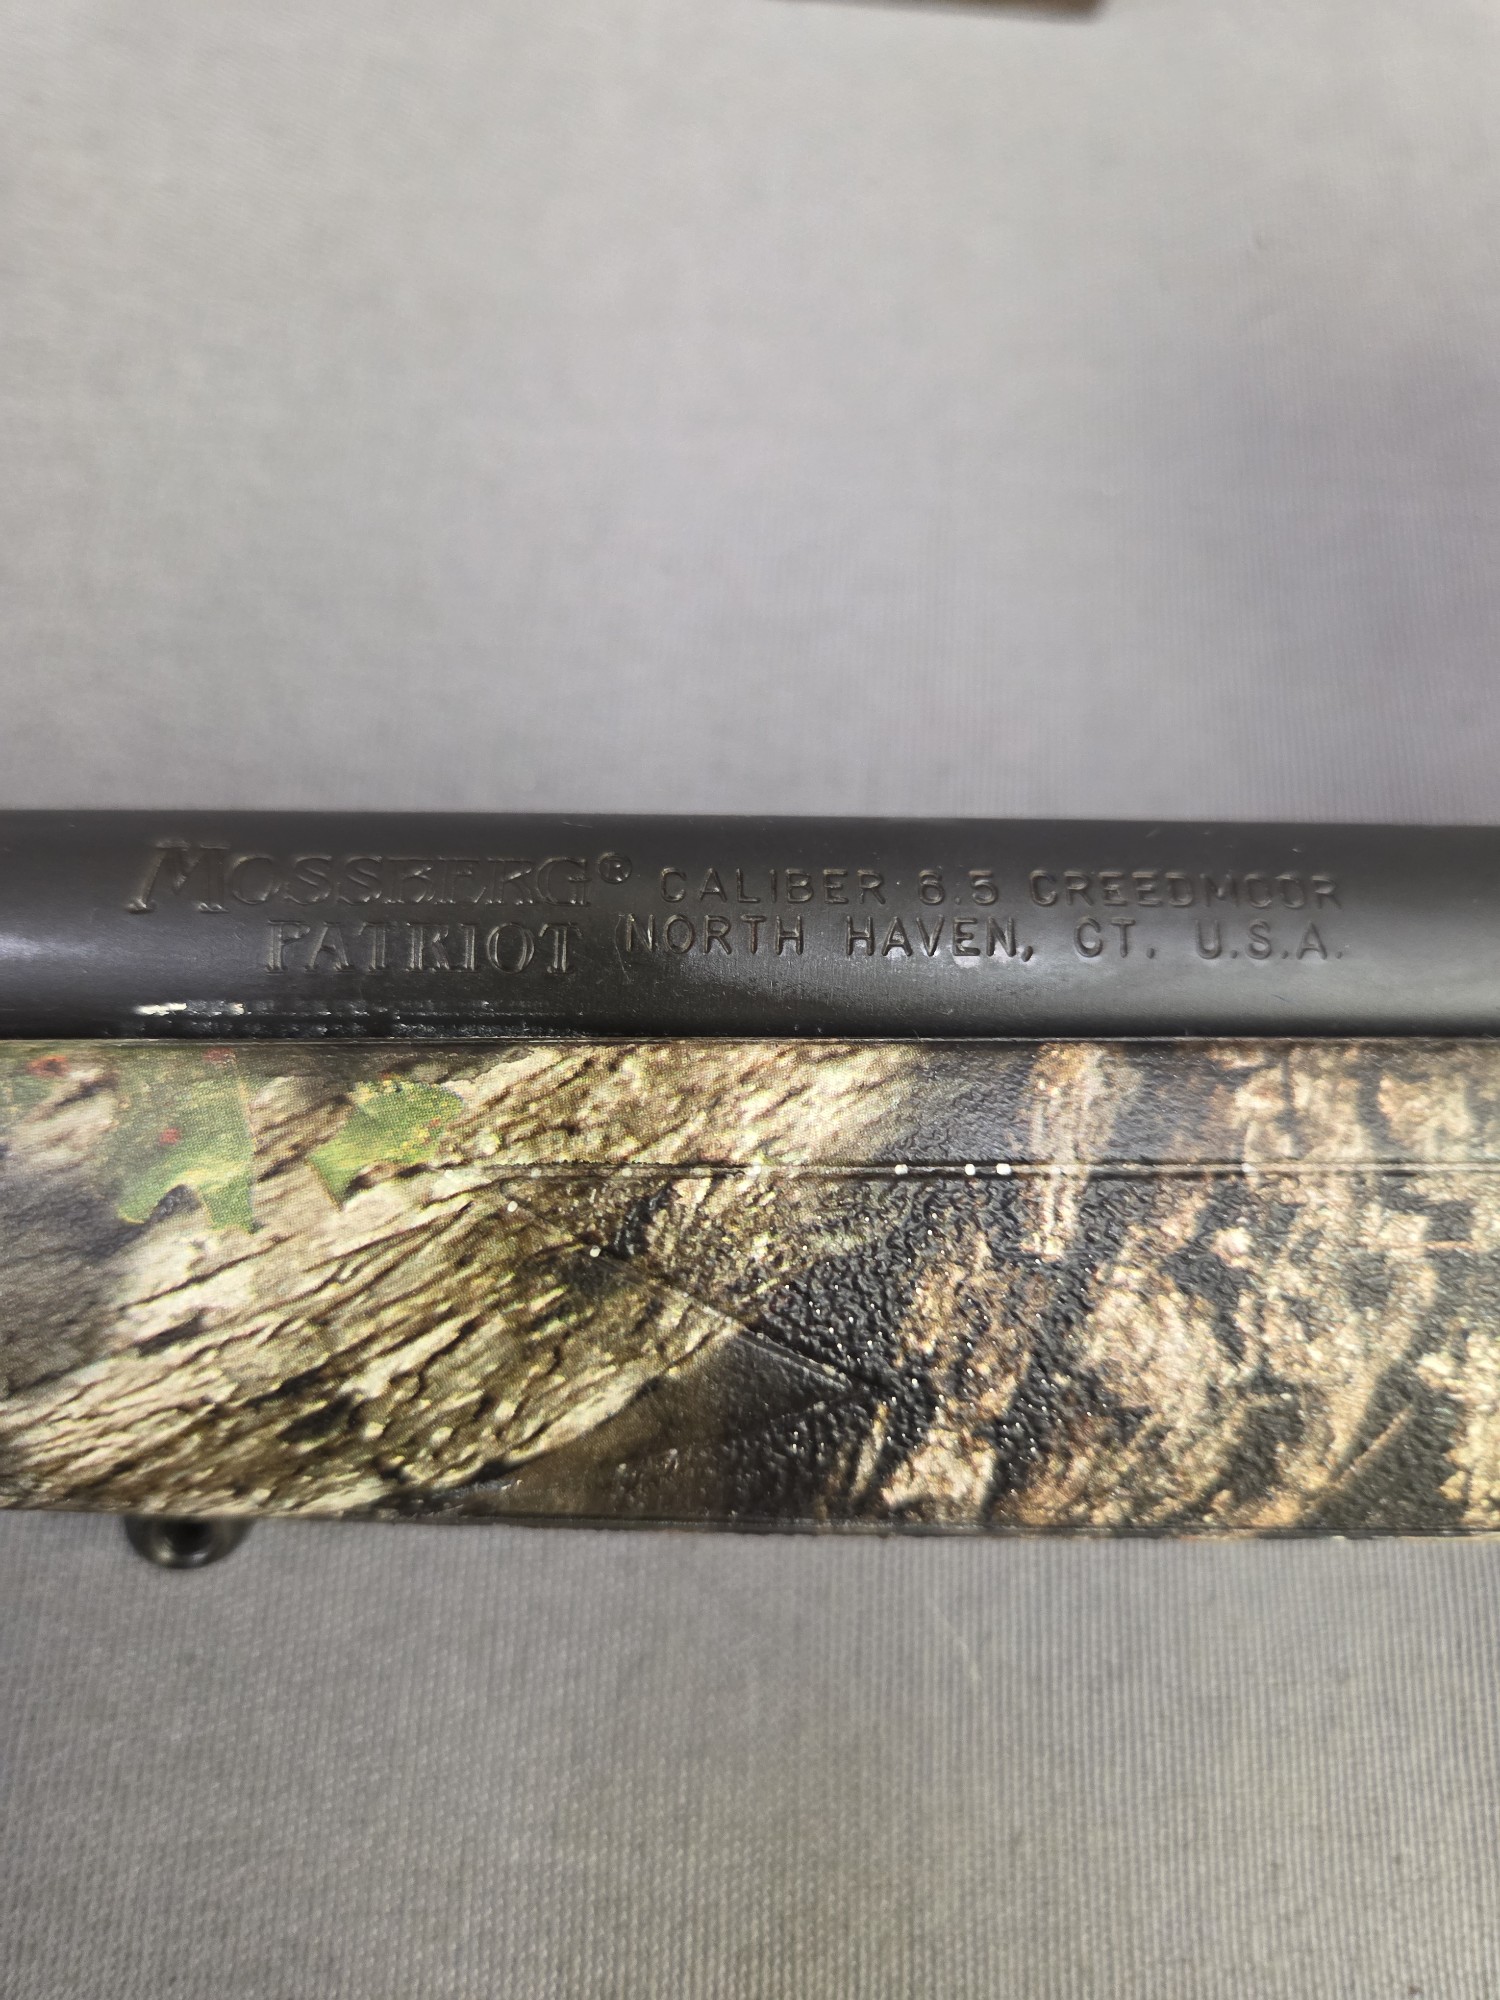 MOSSBERG® CALIBER 6.5 CREEDMOOR
PATRIOT NORTH HAVEN, CT. U.S.A.